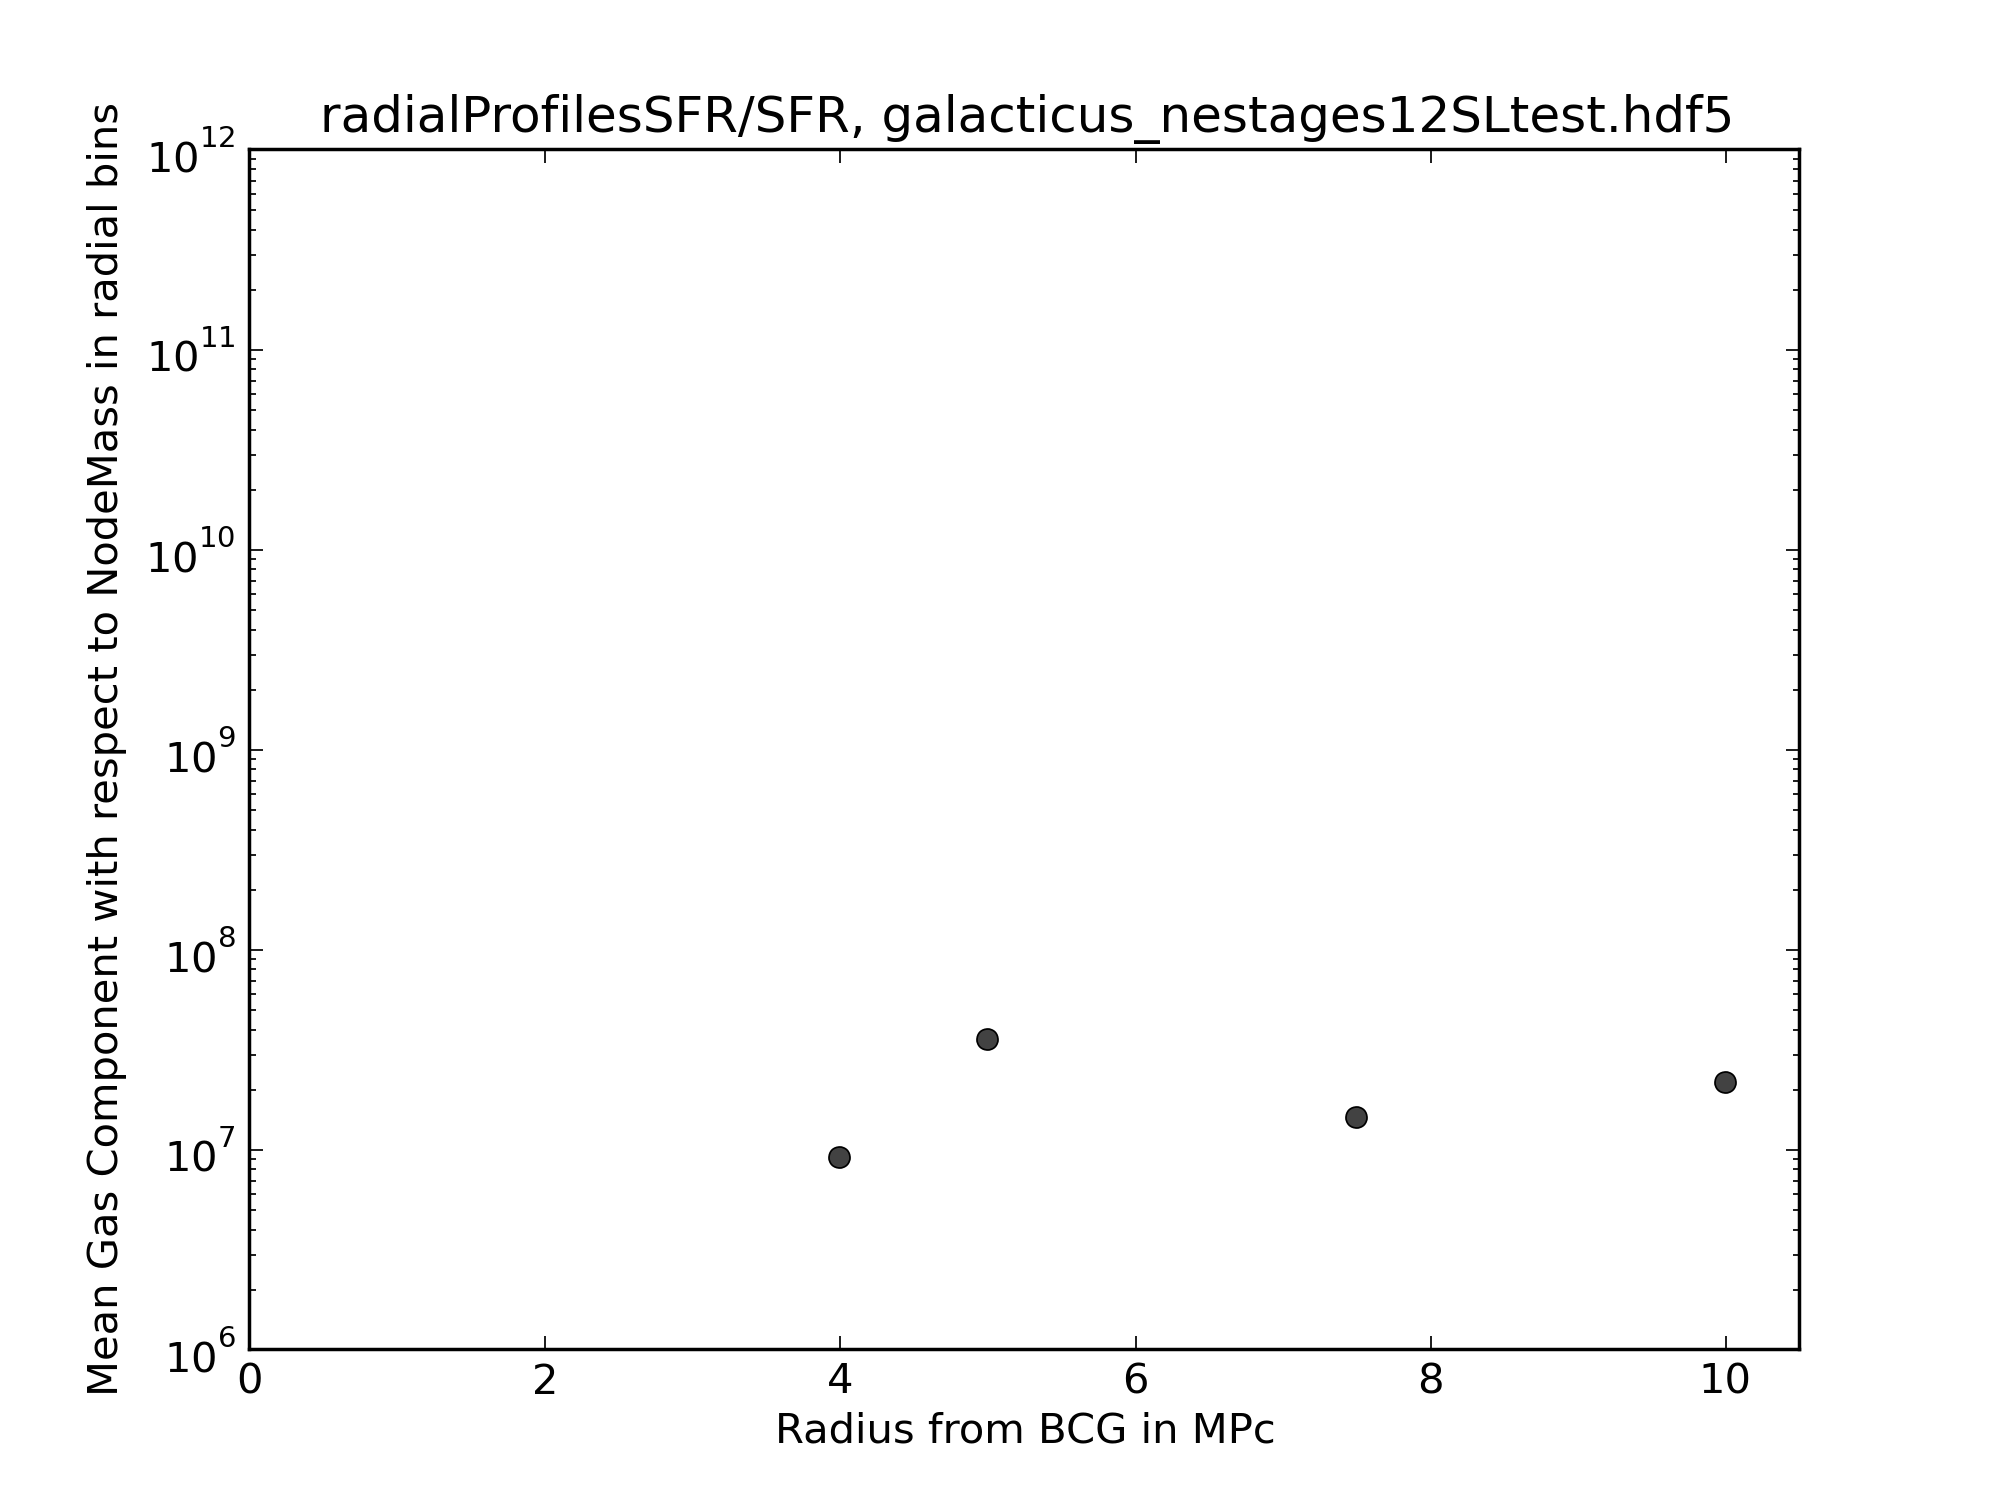 radialProfilesSFR/SFR, galacticus_nestages12SLtest.hdf5
Mean Gas Component with respect to NodeMass in radial bins
10^12
10^11
10^10
10^9
10^8
10^7
10^6
0 2 4 6 8 10
Radius from BCG in MPc